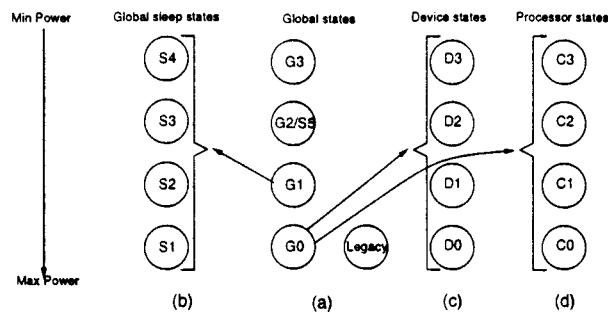 Min Power Global sleep states Global states Device states Processor states
S4 G3 D3 C3
S3 G2/S5 D2 C2
S2 G1 D1 C1
S1 G0 Legacy D0 C0
Max Power
(b) (a) (c) (d)